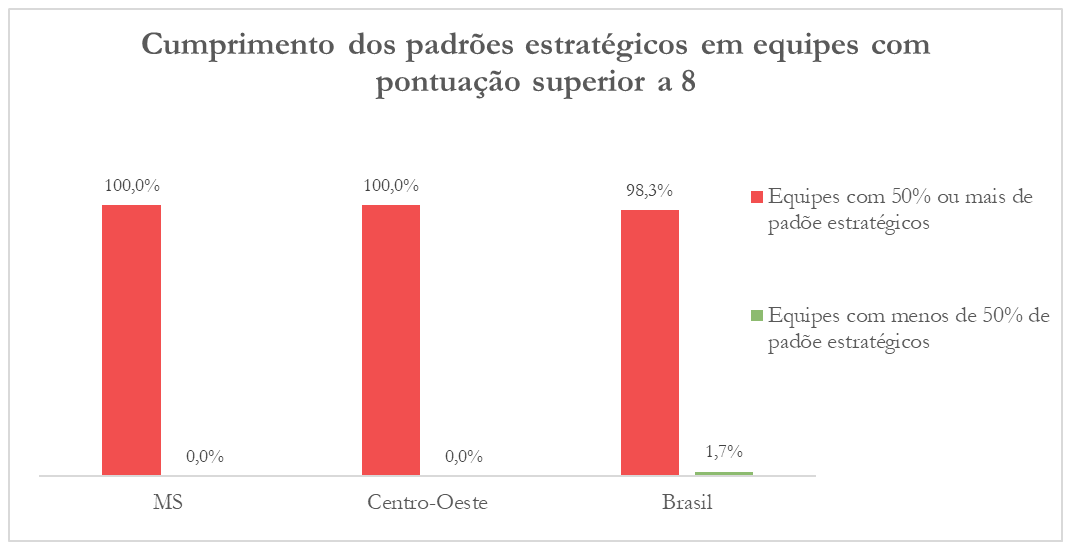 Cumprimento dos padrões estratégicos em equipes com
pontuação superior a 8
100,0%
100,0%
98,3%
0,0%
0,0%
1,7%
MS
Centro-Oeste
Brasil
Equipes com 50% ou mais de
padõe estratégicos
Equipes com menos de 50% de
padõe estratégicos